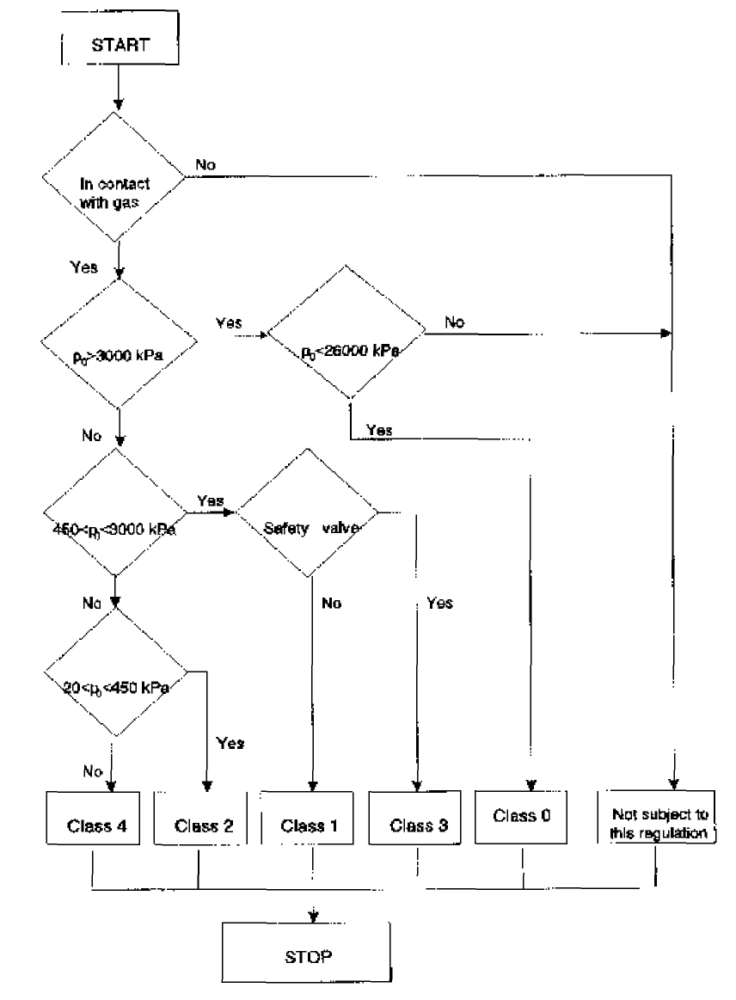 START
No
In contact
with gas
Yes
Yes
No
p₀>3000 kPa
p₀<26000 kPa
No
Yes
Yes
450<p₀<3000 kPa
Safety valve
No
No
Yes
20<p₀<450 kPa
Yes
No
Class 4
Class 2
Class 1
Class 3
Class 0
Not subject to
this regulation
STOP